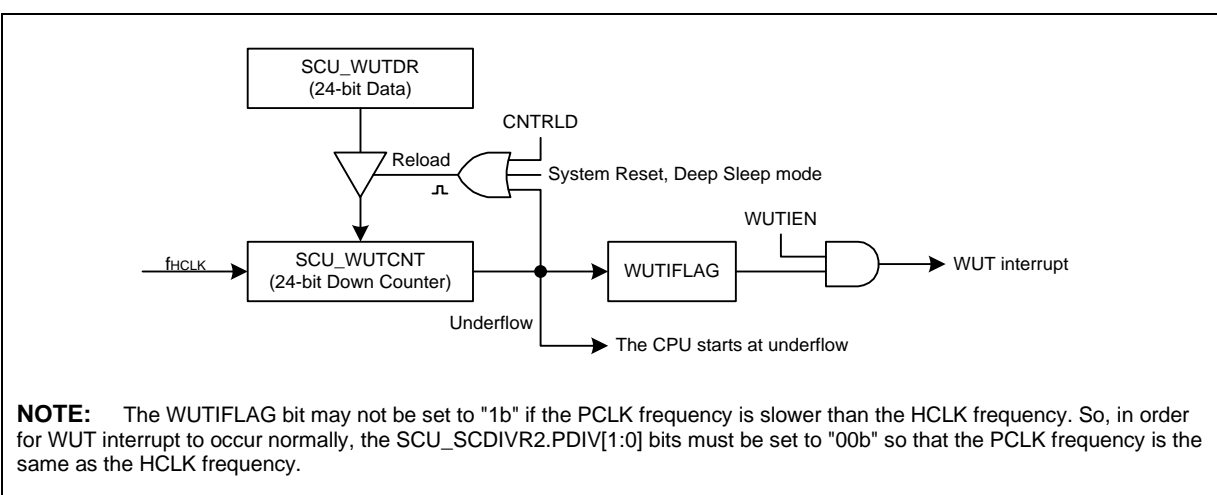 SCU_WUTDR
(24-bit Data)
CNTRLD
Reload
System Reset, Deep Sleep mode
WUTIEN
fHCLK
SCU_WUTCNT
(24-bit Down Counter)
WUTIFLAG
WUT interrupt
Underflow
The CPU starts at underflow
NOTE: The WUTIFLAG bit may not be set to "1b" if the PCLK frequency is slower than the HCLK frequency. So, in order
for WUT interrupt to occur normally, the SCU_SCDIVR2.PDIV[1:0] bits must be set to "00b" so that the PCLK frequency is the
same as the HCLK frequency.